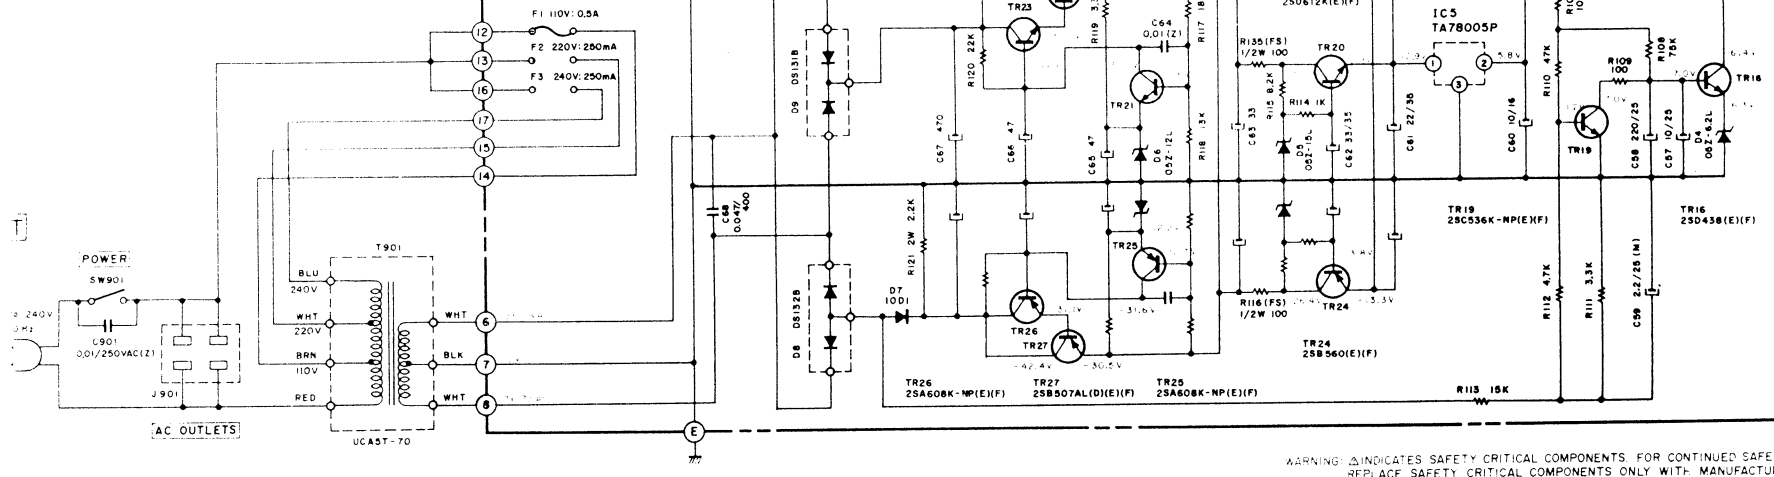 F1 110V: 0,5A
F2 220V: 250mA
F3 240V: 250mA
12
13
16
17
15
14
6
7
8
E
POWER
SW901
C901
0,01/250VAC(Z)
J901
AC OUTLETS
240V
T901
BLU
240V
WHT
220V
BRN
110V
RED
WHT
BLK
WHT
UCA5T-70
C68
0.047/
400
D9 DS131B
D8 DS132B
R121 2W 2.2K
D7
10D1
TR23
R120 22K
C67 470
C66 47
C64
0,01(Z)
TR21
R118 13K
C65 47
D6
05Z-12L
TR25
TR26
TR27
-42.4V
-30.5V
-31.6V
TR26
2SA608K-NP(E)(F)
TR27
2SB507AL(D)(E)(F)
TR25
2SA608K-NP(E)(F)
2SD612K(E)(F)
R135(FS)
1/2W 100
TR20
R115 8.2K
R114 1K
C63 33
D5
05Z-15L
C62 33/35
C61 22/35
R116(FS)
1/2W 100
TR24
TR24
2SB560(E)(F)
IC5
TA78005P
1
2
3
5.8V
C60 10/16
R110 47K
R109
100
R108
75K
6.4V
TR16
TR19
C58 220/25
C57 10/25
D4
05Z-6.2L
TR19
2SC536K-NP(E)(F)
TR16
2SD438(E)(F)
R112 4.7K
R111 3.3K
C59 2.2/25(M)
R113 15K
WARNING: ⚠INDICATES SAFETY CRITICAL COMPONENTS. FOR CONTINUED
REPLACE SAFETY CRITICAL COMPONENTS ONLY WITH